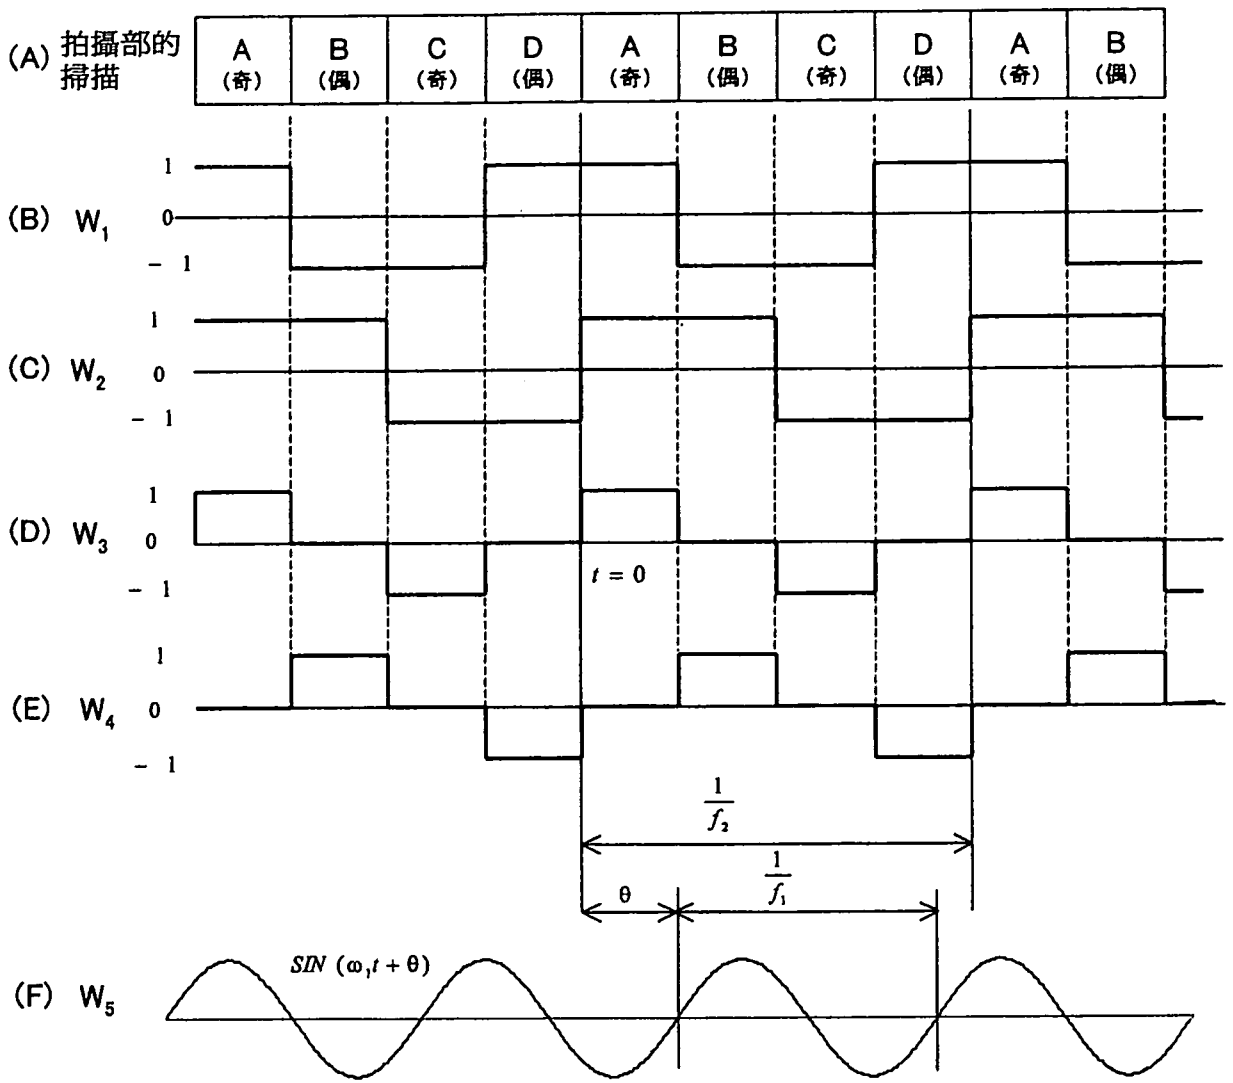 (A) 拍攝部的
掃描
A B C D A B C D A B
(奇) (偶) (奇) (偶) (奇) (偶) (奇) (偶) (奇) (偶)
1
(B) W₁ 0
− 1
1
(C) W₂ 0
− 1
1
(D) W₃ 0
t = 0
− 1
1
(E) W₄ 0
− 1
1/f₂
1/f₁
θ
SIN (ω₁t + θ)
(F) W₅